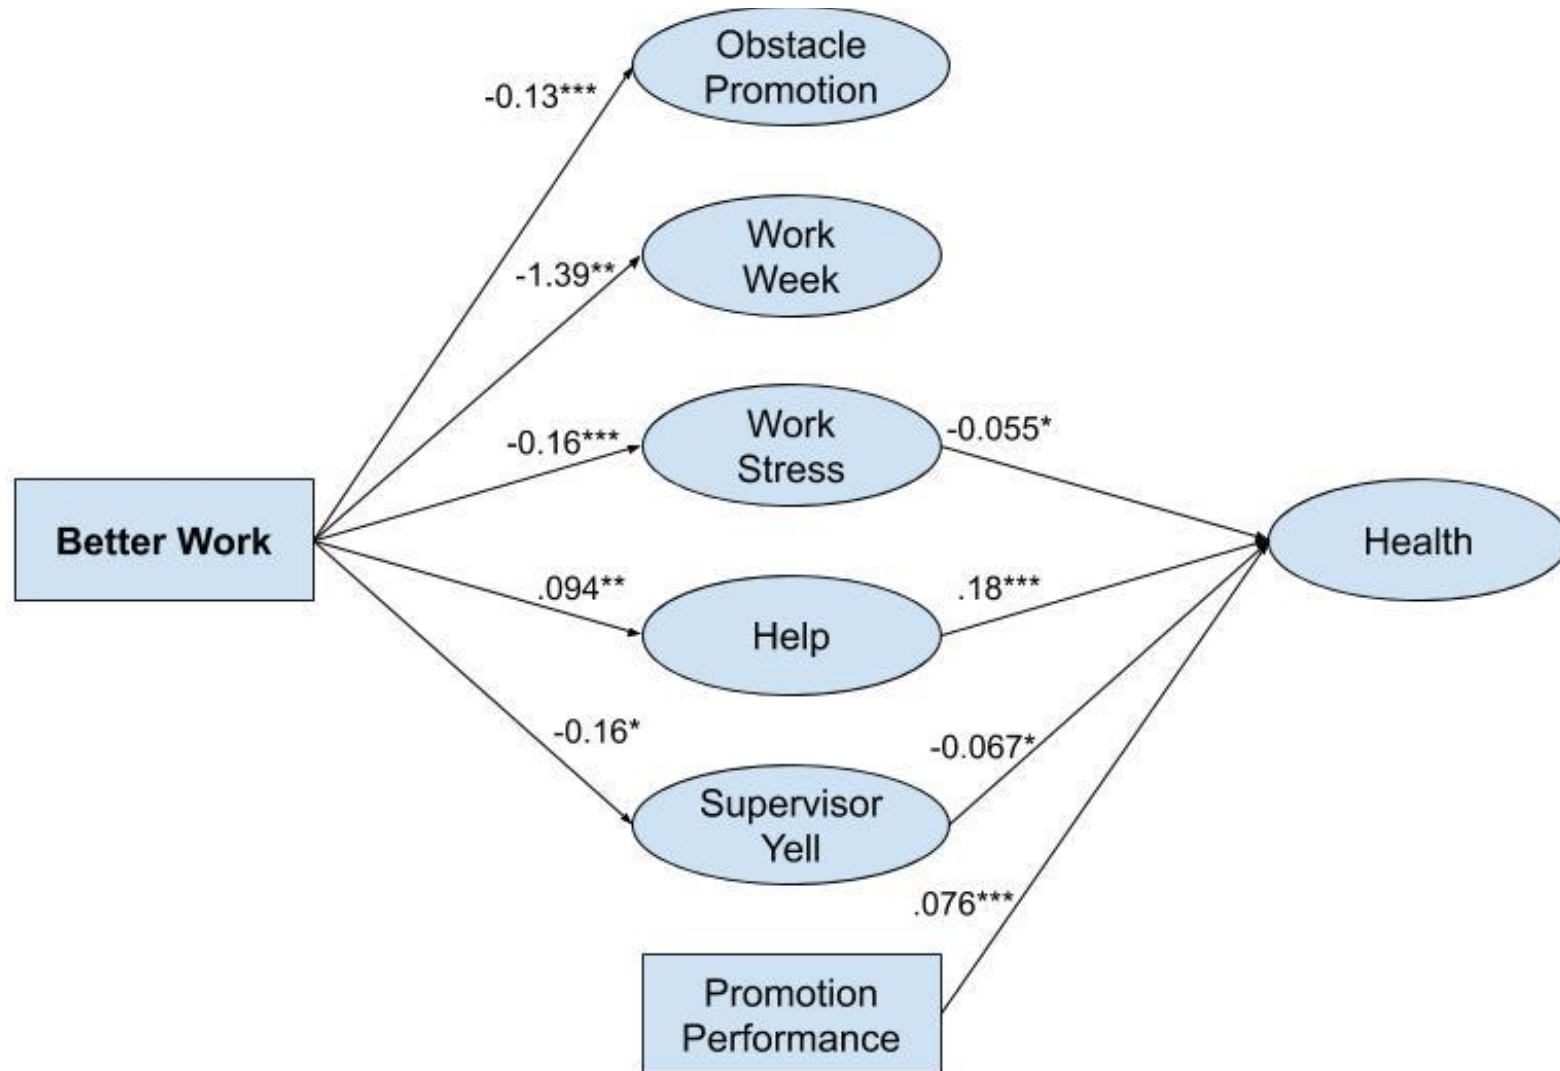 Obstacle
Promotion
-0.13***
Work
Week
-1.39**
Work
Stress
-0.16***
-0.055*
Better Work
Health
.094**
.18***
Help
-0.16*
-0.067*
Supervisor
Yell
.076***
Promotion
Performance